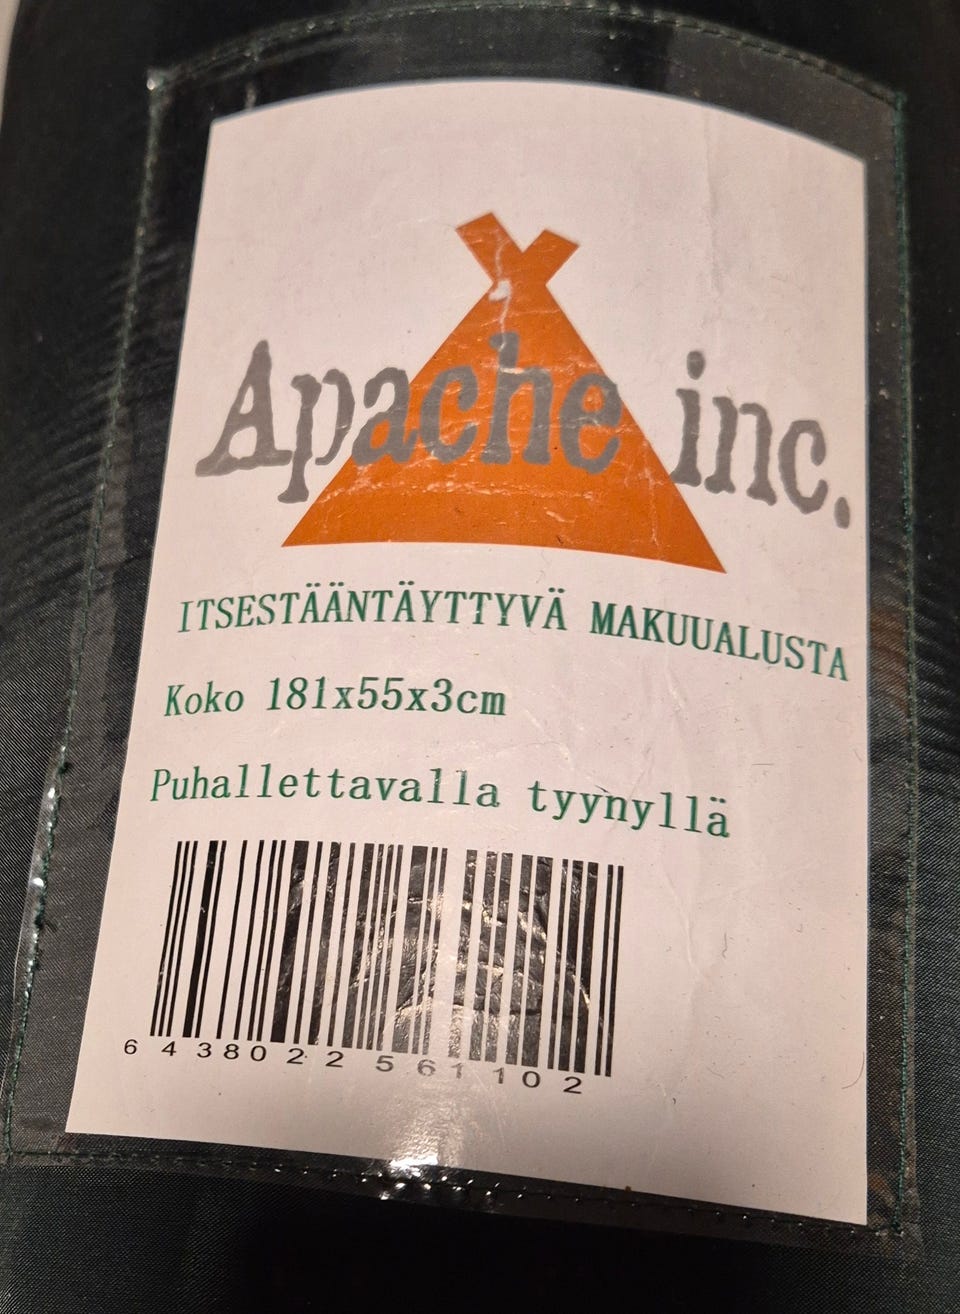 Apache inc.
ITSESTÄÄNTÄYTTYVÄ MAKUUALUSTA
Koko 181x55x3cm
Puhallettavalla tyynyllä
6 438022 561102